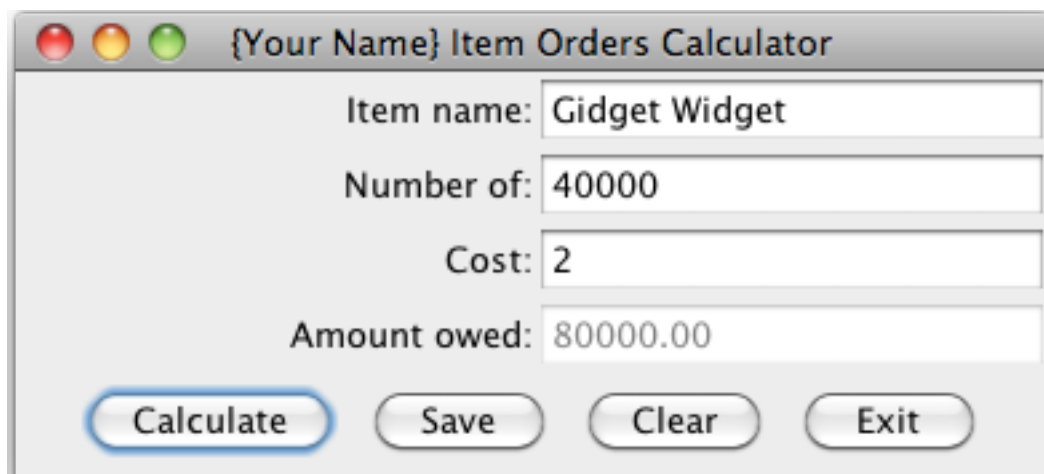 {Your Name} Item Orders Calculator
Item name: Gidget Widget
Number of: 40000
Cost: 2
Amount owed: 80000.00
Calculate Save Clear Exit